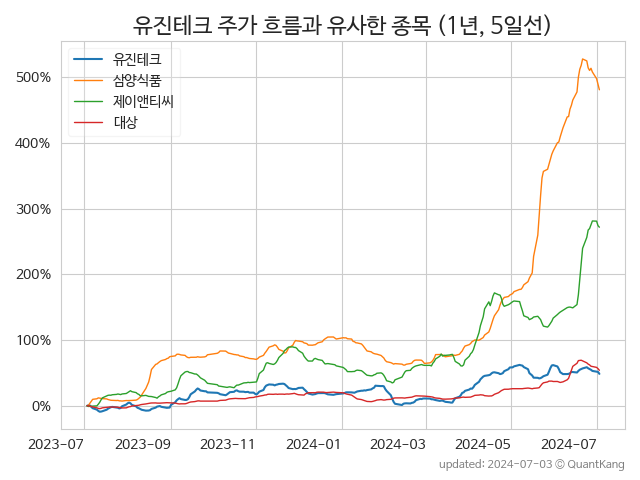 유진테크 주가 흐름과 유사한 종목 (1년, 5일선)
유진테크
삼양식품
제이앤티씨
대상
500%
400%
300%
200%
100%
0%
2023-07 2023-09 2023-11 2024-01 2024-03 2024-05 2024-07
updated: 2024-07-03 © QuantKang